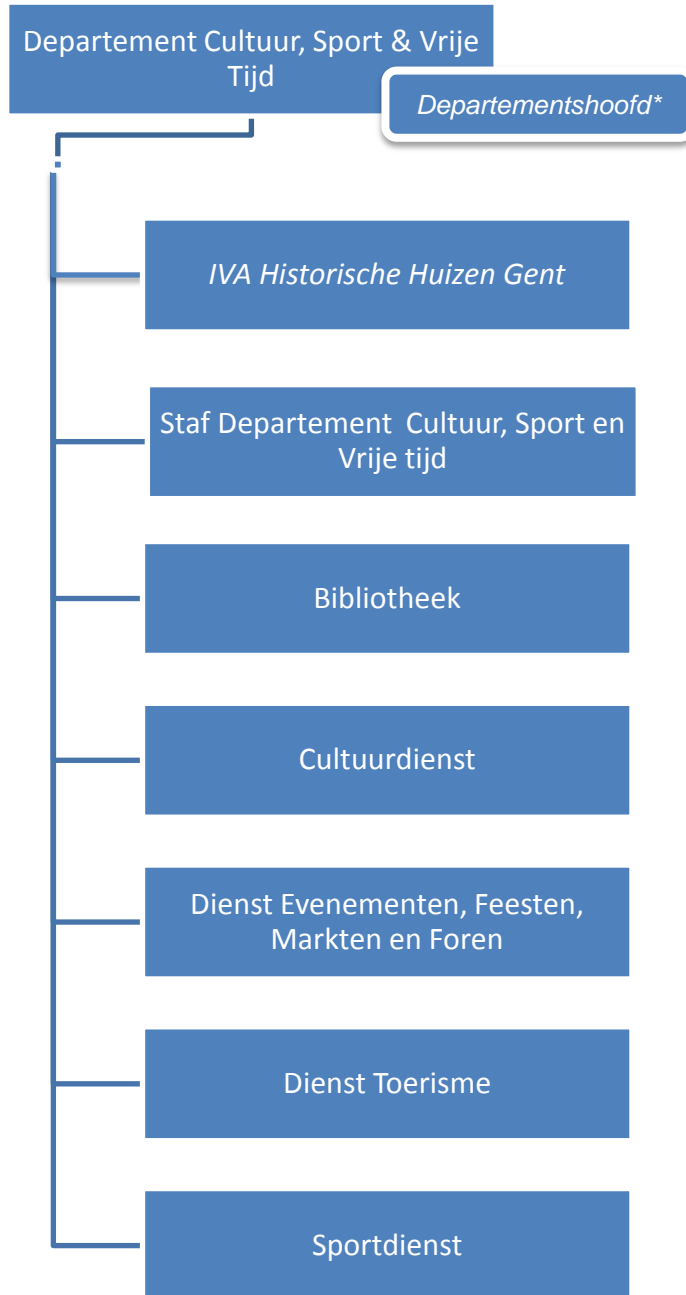 Departement Cultuur, Sport & Vrije
Tijd
Departementshoofd*
IVA Historische Huizen Gent
Staf Departement Cultuur, Sport en
Vrije tijd
Bibliotheek
Cultuurdienst
Dienst Evenementen, Feesten,
Markten en Foren
Dienst Toerisme
Sportdienst